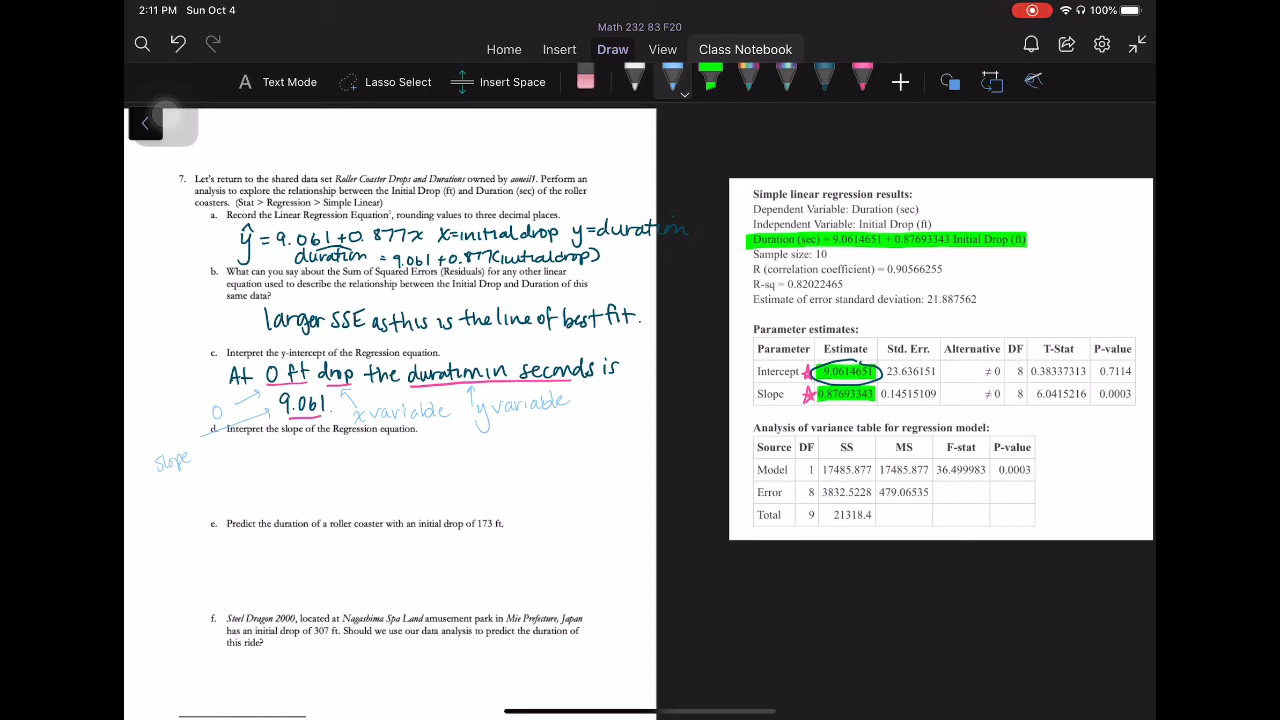 2:11 PM Sun Oct 4
100%
Math 232 83 F20
Home Insert Draw View Class Notebook
Text Mode Lasso Select Insert Space
7. Let's return to the shared data set Roller Coaster Drops and Durations owned by aoneil1. Perform an
analysis to explore the relationship between the Initial Drop (ft) and Duration (sec) of the roller
coasters. (Stat > Regression > Simple Linear)
a. Record the Linear Regression Equation¹, rounding values to three decimal places.
ŷ = 9.061 + 0.877x x=initial drop y=duration
duration = 9.061 + 0.877(initial drop)
b. What can you say about the Sum of Squared Errors (Residuals) for any other linear
equation used to describe the relationship between the Initial Drop and Duration of this
same data?
larger SSE as this is the line of best fit.
c. Interpret the y-intercept of the Regression equation.
At 0 ft drop the duration in seconds is
9.061.
0 x variable y variable
d. Interpret the slope of the Regression equation.
slope
e. Predict the duration of a roller coaster with an initial drop of 173 ft.
f. Steel Dragon 2000, located at Nagashima Spa Land amusement park in Mie Prefecture, Japan
has an initial drop of 307 ft. Should we use our data analysis to predict the duration of
this ride?
Simple linear regression results:
Dependent Variable: Duration (sec)
Independent Variable: Initial Drop (ft)
Duration (sec) = 9.0614651 + 0.87693343 Initial Drop (ft)
Sample size: 10
R (correlation coefficient) = 0.90566255
R-sq = 0.82022465
Estimate of error standard deviation: 21.887562
Parameter estimates:
Parameter Estimate Std. Err. Alternative DF T-Stat P-value
Intercept 9.0614651 23.636151 ≠ 0 8 0.38337313 0.7114
Slope 0.87693343 0.14515109 ≠ 0 8 6.0415216 0.0003
Analysis of variance table for regression model:
Source DF SS MS F-stat P-value
Model 1 17485.877 17485.877 36.499983 0.0003
Error 8 3832.5228 479.06535
Total 9 21318.4